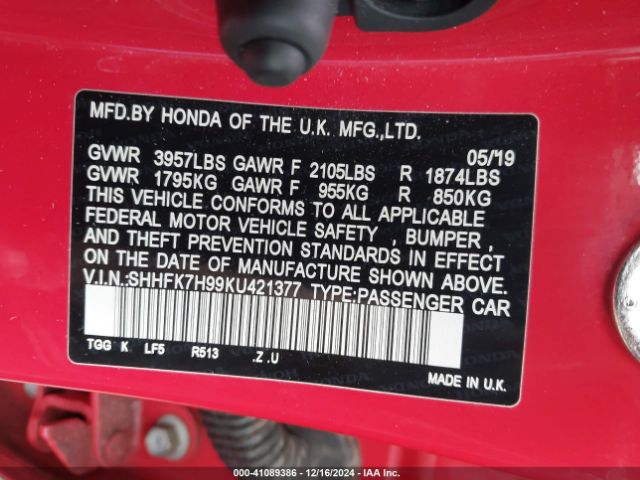 MFD.BY HONDA OF THE U.K. MFG.,LTD.
05/19
GVWR 3957LBS GAWR F 2105LBS R 1874LBS
GVWR 1795KG GAWR F 955KG R 850KG
THIS VEHICLE CONFORMS TO ALL APPLICABLE
FEDERAL MOTOR VEHICLE SAFETY , BUMPER ,
AND THEFT PREVENTION STANDARDS IN EFFECT
ON THE DATE OF MANUFACTURE SHOWN ABOVE.
V.I.N.:SHHFK7H99KU421377 TYPE:PASSENGER CAR
TGG K LF5 R513 .Z .U
MADE IN U.K.
000-41089386 - 12/16/2024 - IAA Inc.